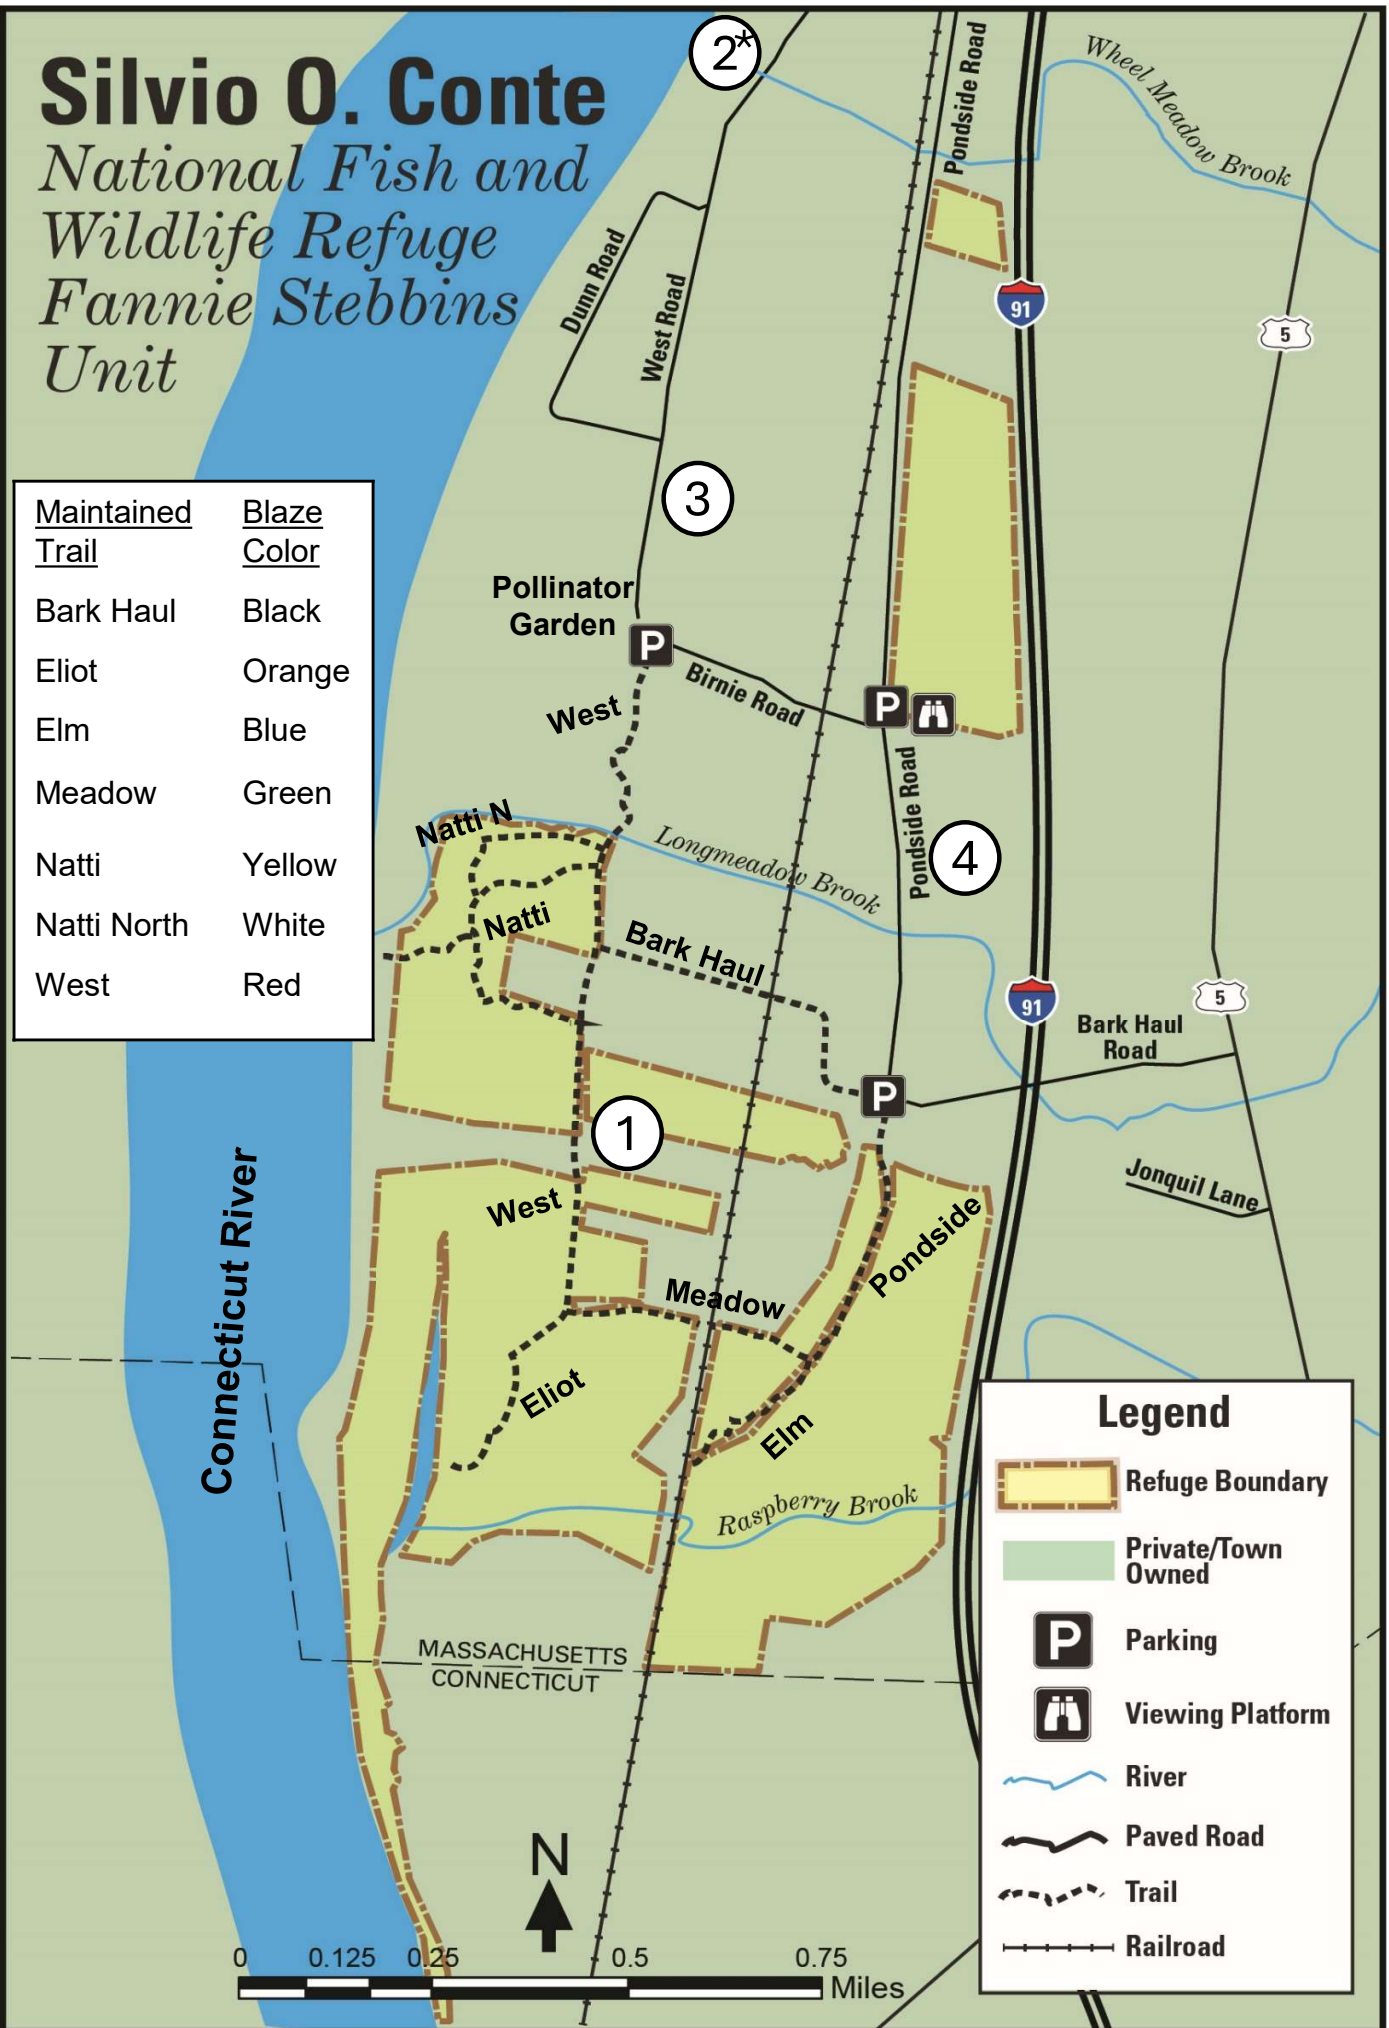 Silvio O. Conte
National Fish and
Wildlife Refuge
Fannie Stebbins
Unit
2*
Pondside Road
Wheel Meadow Brook
Dunn Road
West Road
91
5
3
Maintained Trail
Blaze Color
Bark Haul Black
Eliot Orange
Elm Blue
Meadow Green
Natti Yellow
Natti North White
West Red
Pollinator
Garden
P
Birnie Road
P
West
Pondside Road
4
Natti N
Longmeadow Brook
Natti
Bark Haul
91
5
Bark Haul
Road
P
1
Jonquil Lane
West
Pondside
Meadow
Connecticut River
Eliot
Elm
Raspberry Brook
MASSACHUSETTS
CONNECTICUT
N
0 0.125 0.25 0.5 0.75
Miles
Legend
Refuge Boundary
Private/Town
Owned
P Parking
Viewing Platform
River
Paved Road
Trail
Railroad